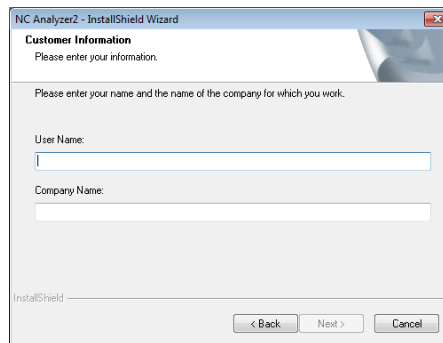 NC Analyzer2 - InstallShield Wizard
Customer Information
Please enter your information.
Please enter your name and the name of the company for which you work.
User Name:
Company Name:
InstallShield
< Back
Next >
Cancel